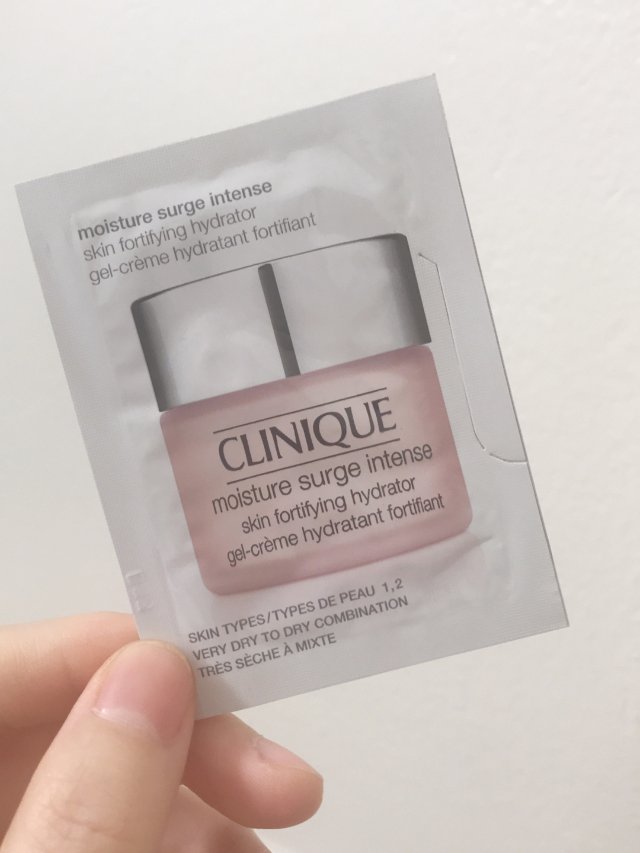 moisture surge intense
skin fortifying hydrator
gel-crème hydratant fortifiant
CLINIQUE
moisture surge intense
skin fortifying hydrator
gel-crème hydratant fortifiant
SKIN TYPES/TYPES DE PEAU 1,2
VERY DRY TO DRY COMBINATION
TRÈS SÈCHE À MIXTE